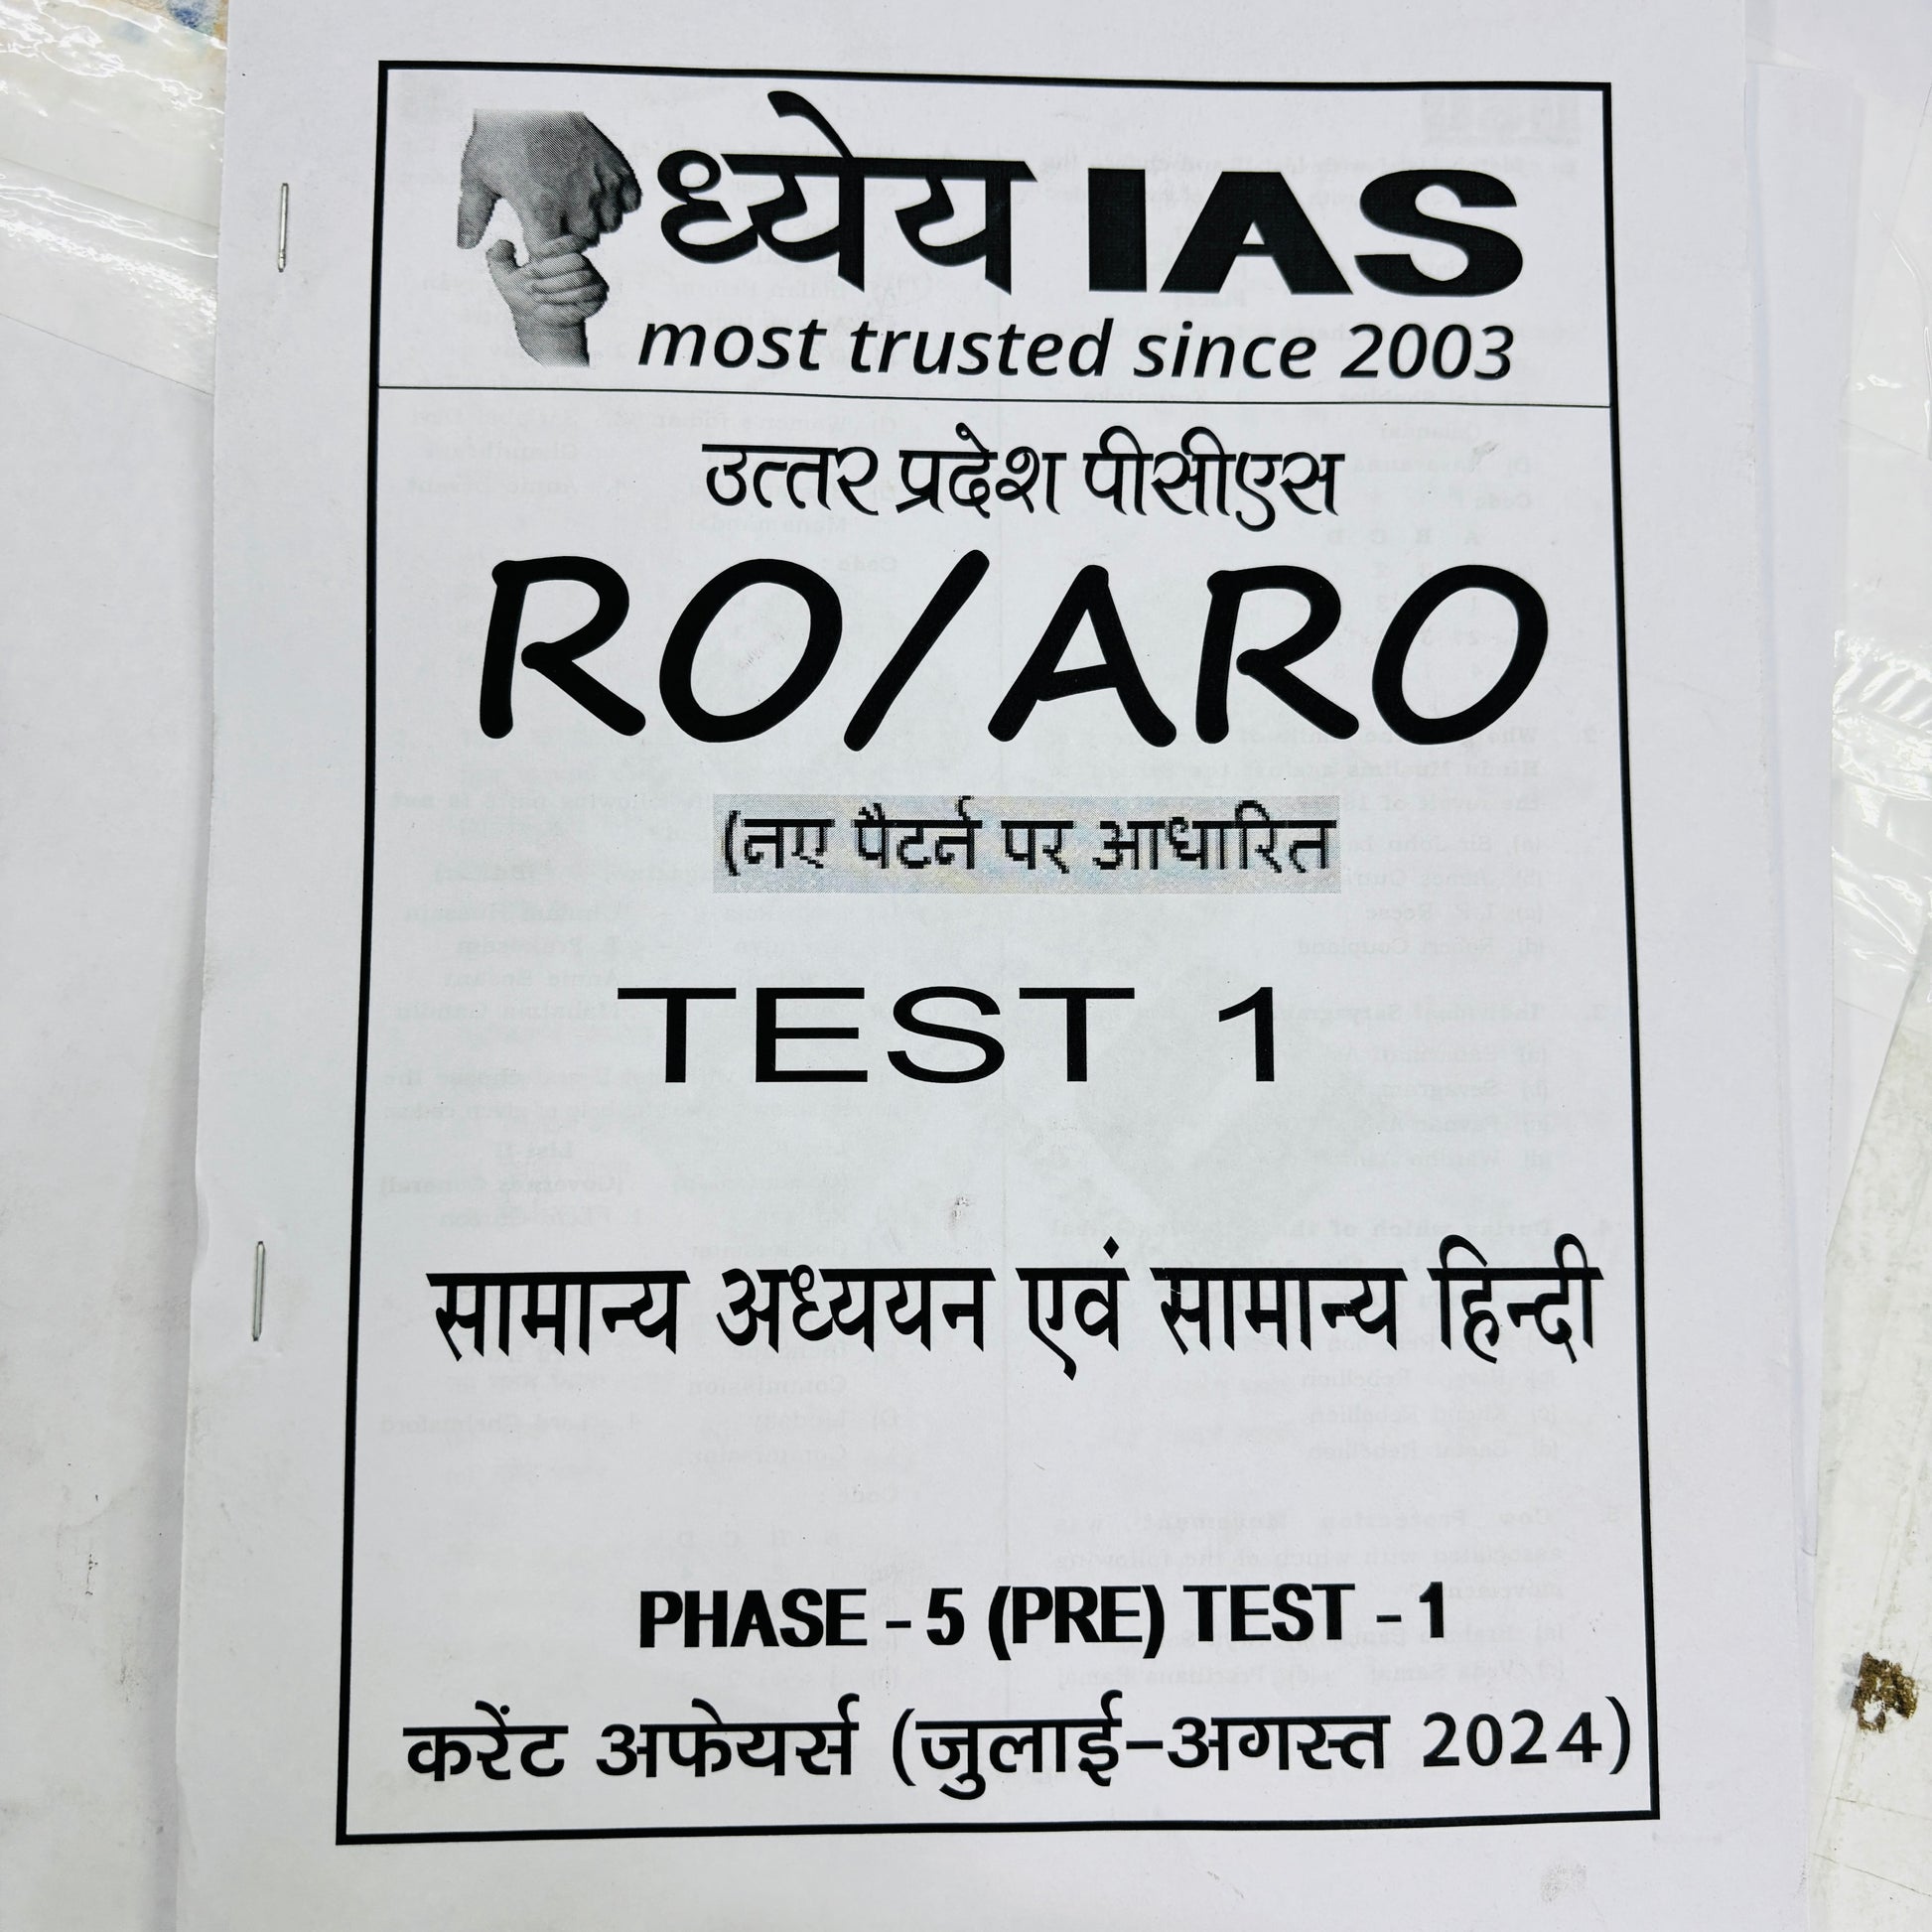 ध्येय IAS
most trusted since 2003
उत्तर प्रदेश पीसीएस
RO/ARO
(नए पैटर्न पर आधारित
TEST 1
सामान्य अध्ययन एवं सामान्य हिन्दी
PHASE - 5 (PRE) TEST - 1
करेंट अफेयर्स (जुलाई-अगस्त 2024)